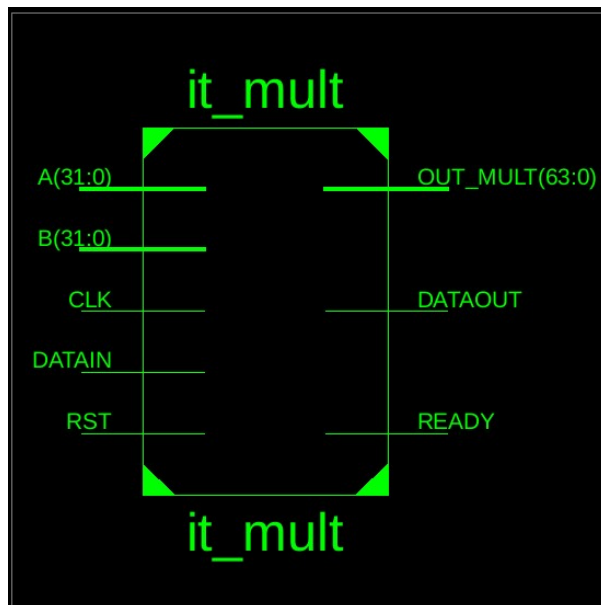 it_mult
A(31:0)
OUT_MULT(63:0)
B(31:0)
CLK
DATAOUT
DATAIN
RST
READY
it_mult